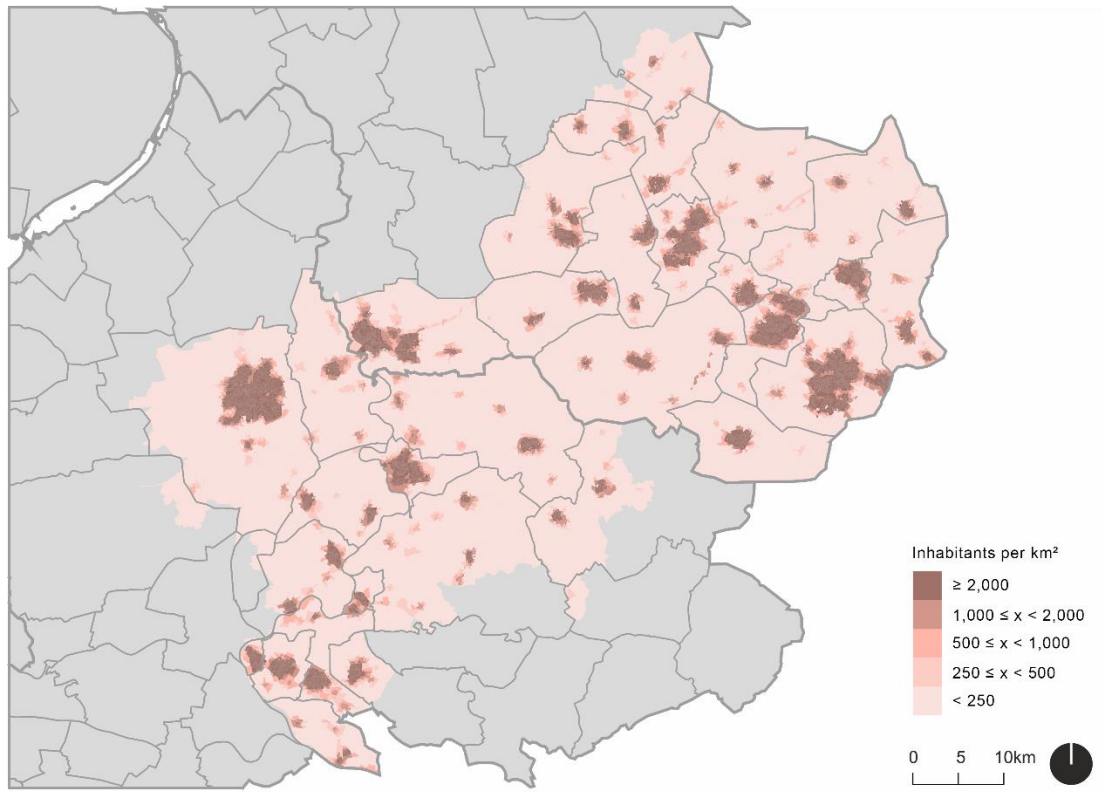 Inhabitants per km²
≥ 2,000
1,000 ≤ x < 2,000
500 ≤ x < 1,000
250 ≤ x < 500
< 250
0 5 10km